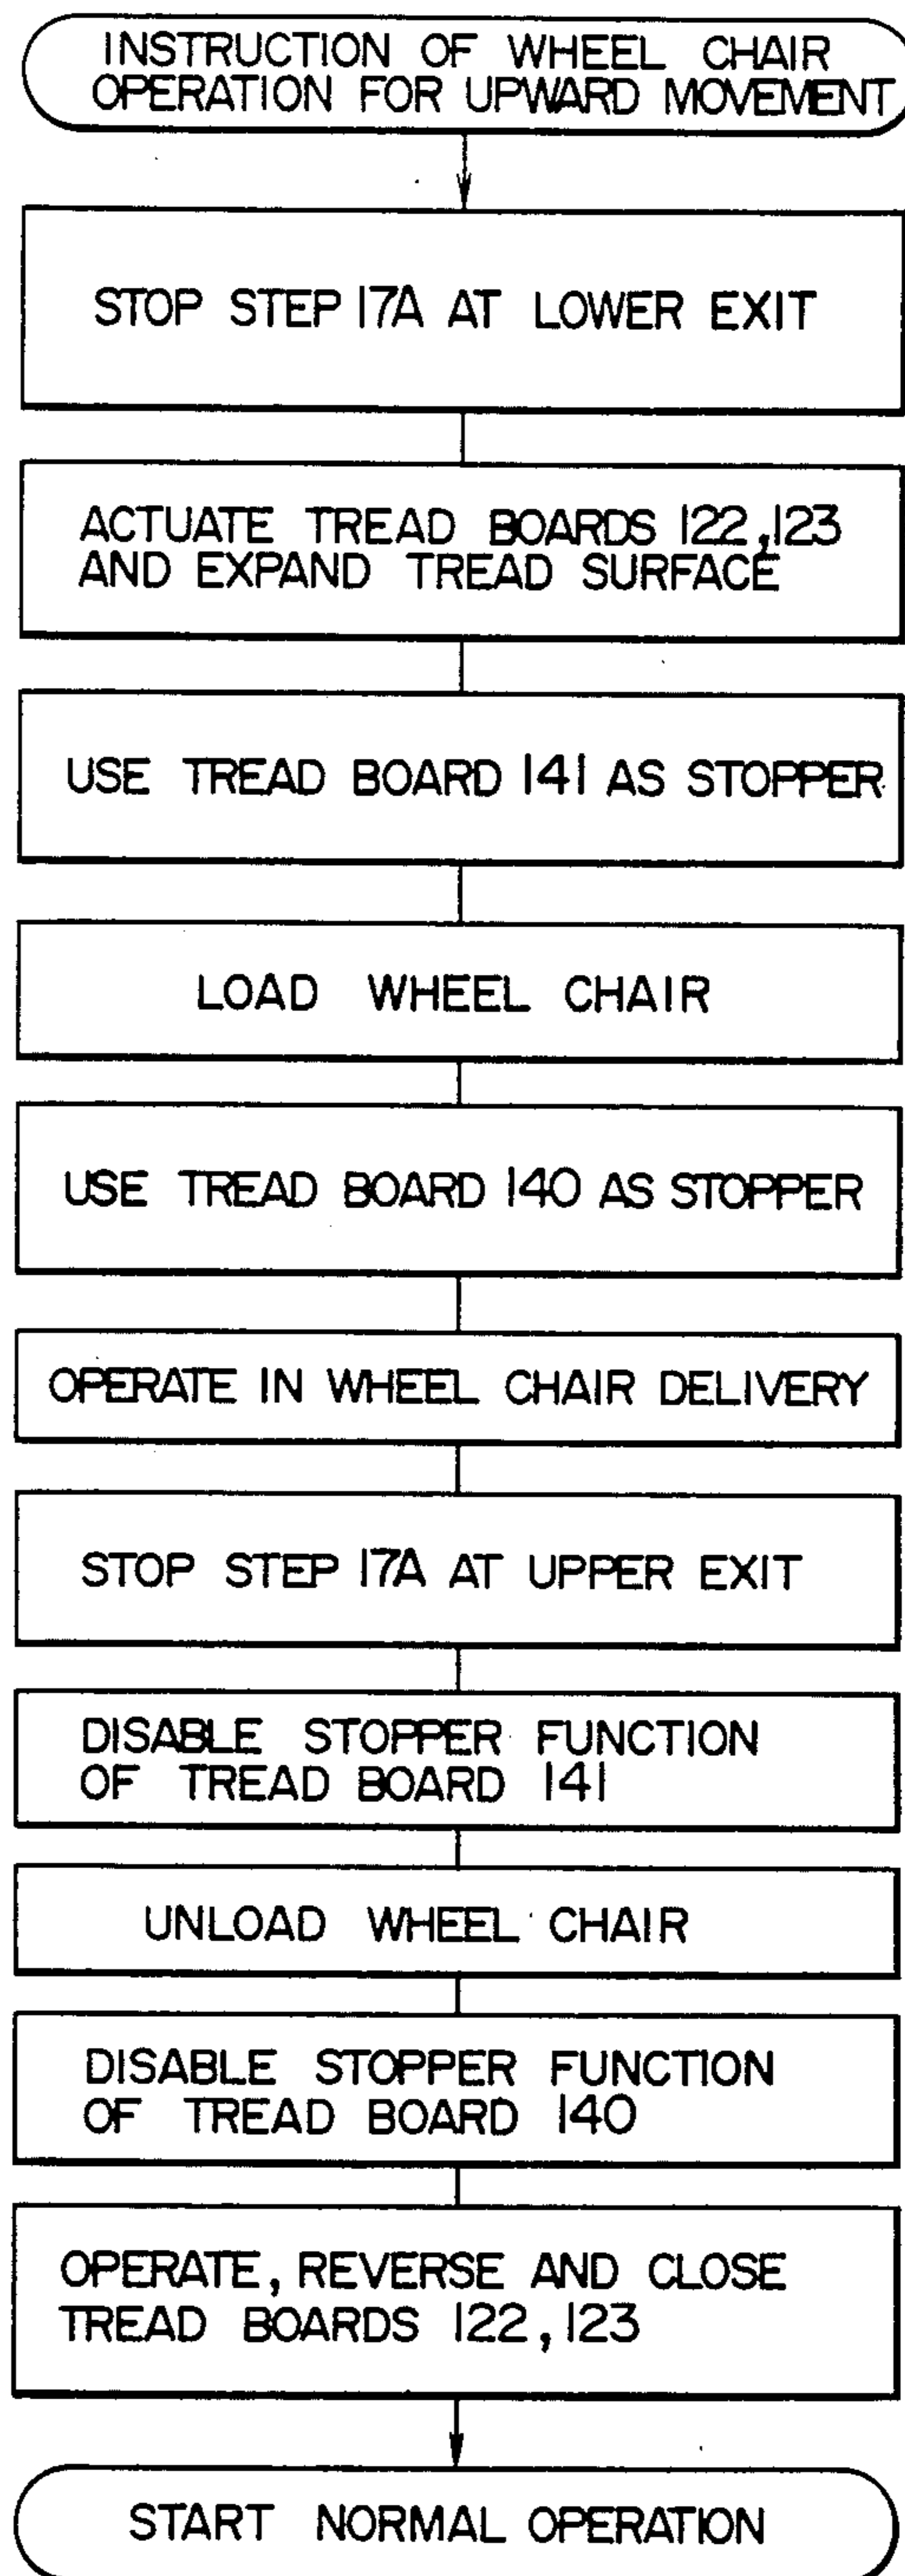 INSTRUCTION OF WHEEL CHAIR
OPERATION FOR UPWARD MOVEMENT
STOP STEP 17A AT LOWER EXIT
ACTUATE TREAD BOARDS 122,123
AND EXPAND TREAD SURFACE
USE TREAD BOARD 141 AS STOPPER
LOAD WHEEL CHAIR
USE TREAD BOARD 140 AS STOPPER
OPERATE IN WHEEL CHAIR DELIVERY
STOP STEP 17A AT UPPER EXIT
DISABLE STOPPER FUNCTION
OF TREAD BOARD 141
UNLOAD WHEEL CHAIR
DISABLE STOPPER FUNCTION
OF TREAD BOARD 140
OPERATE, REVERSE AND CLOSE
TREAD BOARDS 122, 123
START NORMAL OPERATION